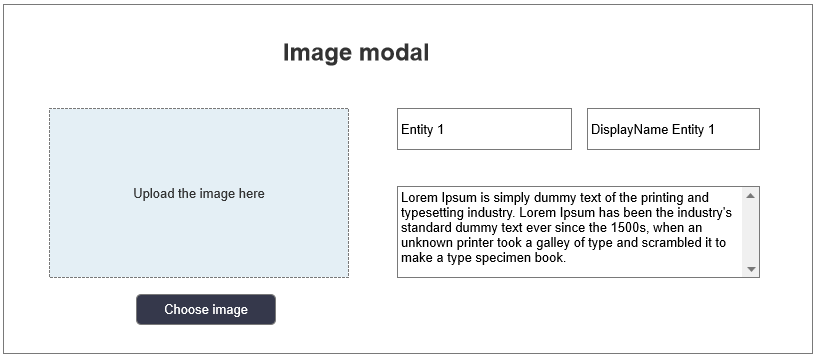 Image modal
Upload the image here
Choose image
Entity 1
DisplayName Entity 1
Lorem Ipsum is simply dummy text of the printing and
typesetting industry. Lorem Ipsum has been the industry's
standard dummy text ever since the 1500s, when an
unknown printer took a galley of type and scrambled it to
make a type specimen book.